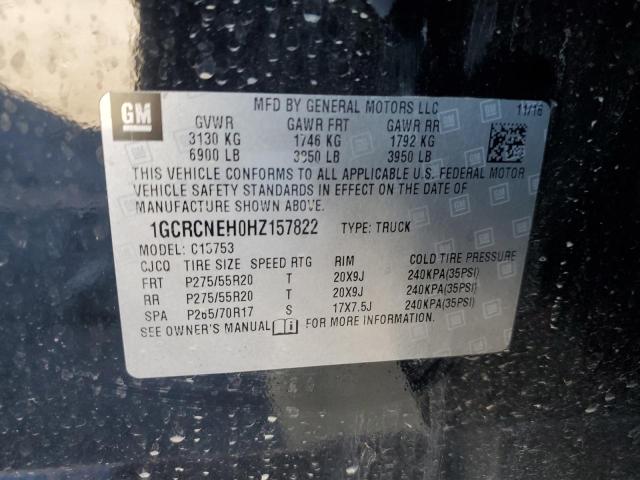 GM
MFD BY GENERAL MOTORS LLC 11/16
GVWR GAWR FRT GAWR RR
3130 KG 1746 KG 1792 KG
6900 LB 3850 LB 3950 LB
THIS VEHICLE CONFORMS TO ALL APPLICABLE U.S. FEDERAL MOTOR
VEHICLE SAFETY STANDARDS IN EFFECT ON THE DATE OF
MANUFACTURE SHOWN ABOVE.
1GCRCNEH0HZ157822 TYPE: TRUCK
MODEL: C15753
CJCQ TIRE SIZE SPEED RTG RIM COLD TIRE PRESSURE
FRT P275/55R20 T 20X9J 240KPA(35PSI)
RR P275/55R20 T 20X9J 240KPA(35PSI)
SPA P265/70R17 S 17X7.5J 240KPA(35PSI)
SEE OWNER'S MANUAL FOR MORE INFORMATION.